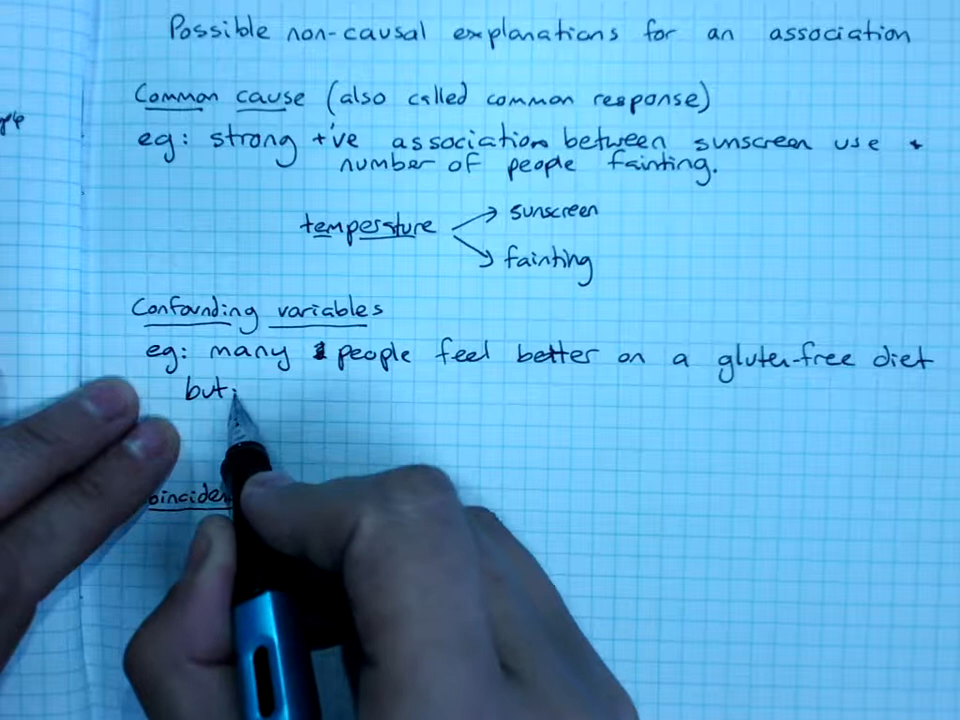 Possible non-causal explanations for an association
Common cause (also called common response)
eg: strong +'ve association between sunscreen use +
number of people fainting.
sunscreen
temperature
fainting
Confounding variables
eg: many people feel better on a gluten-free diet
but: